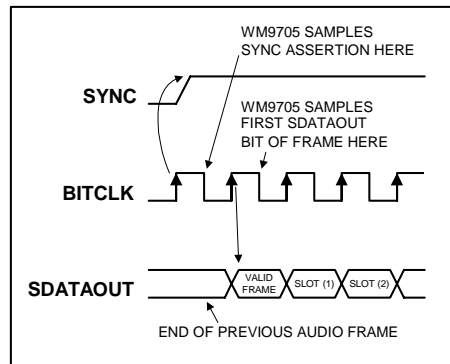 WM9705 SAMPLES
SYNC ASSERTION HERE
SYNC
WM9705 SAMPLES
FIRST SDATAOUT
BIT OF FRAME HERE
BITCLK
SDATAOUT
VALID
FRAME
SLOT (1)
SLOT (2)
END OF PREVIOUS AUDIO FRAME